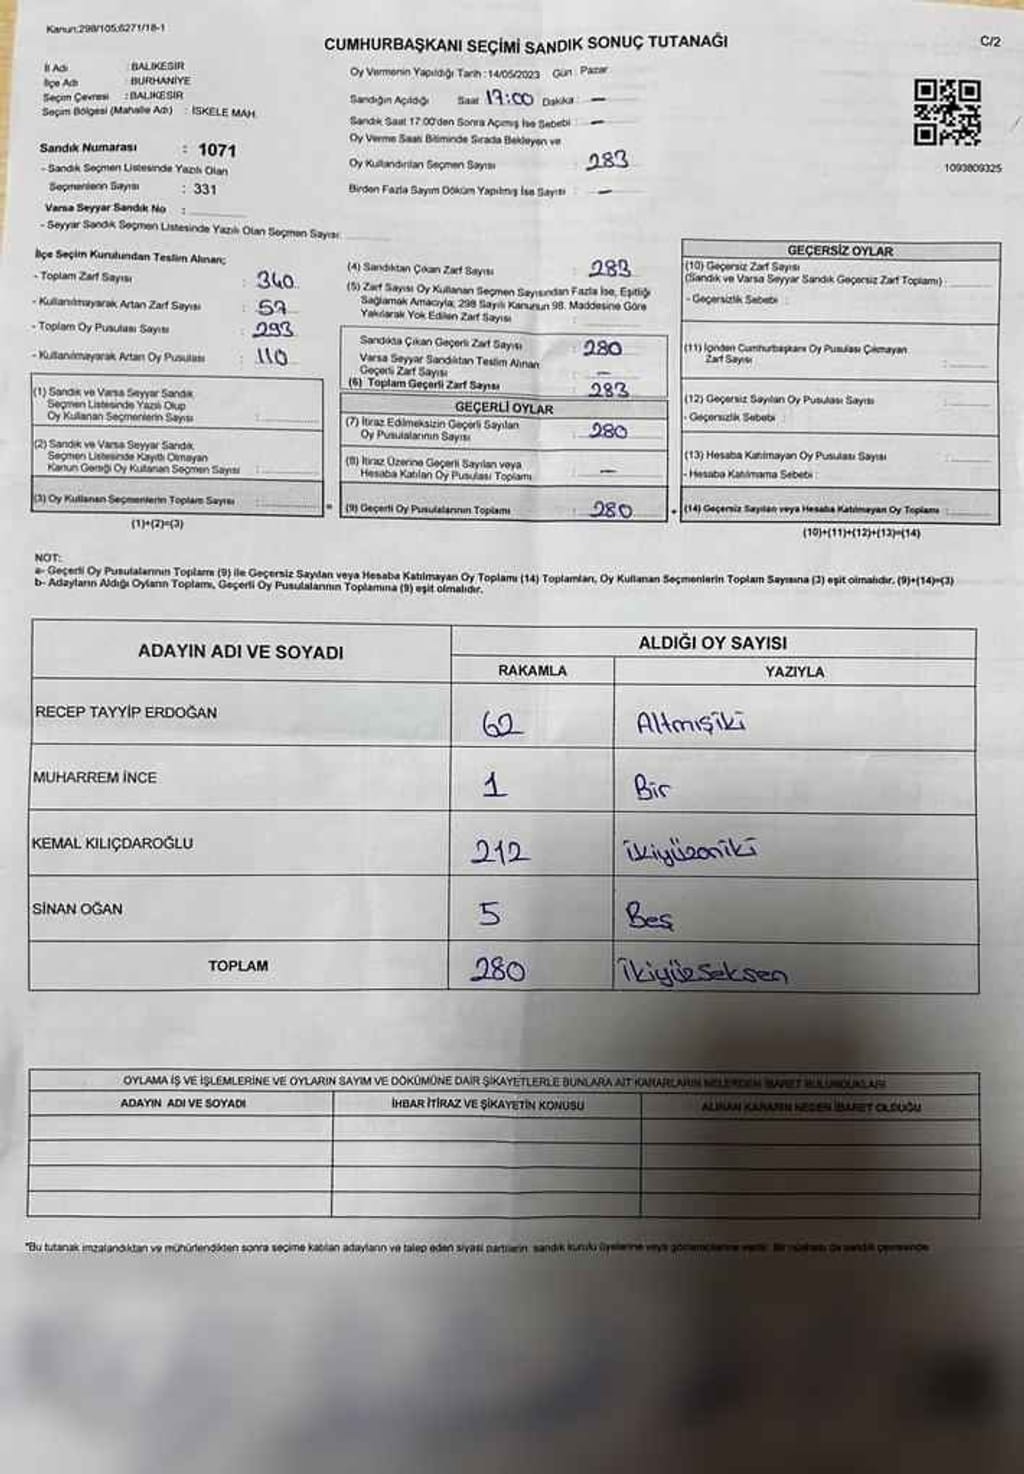 Kanun:298/105,6271/18-1
CUMHURBAŞKANI SEÇİMİ SANDIK SONUÇ TUTANAĞI
C/2
İl Adı : BALIKESİR
İlçe Adı : BURHANİYE
Seçim Çevresi : BALIKESİR
Seçim Bölgesi (Mahalle Adı) : İSKELE MAH.
Sandık Numarası : 1071
- Sandık Seçmen Listesinde Yazılı Olan
Seçmenlerin Sayısı : 331
Varsa Seyyar Sandık No :
- Seyyar Sandık Seçmen Listesinde Yazılı Olan Seçmen Sayısı:
Oy Vermenin Yapıldığı Tarih : 14/05/2023 Gün : Pazar
Sandığın Açıldığı Saat 17:00 Dakika : —
Sandık Saat 17:00'den Sonra Açımış İse Sebebi : —
Oy Verme Saati Bitiminde Sırada Bekleyen ve
Oy Kullandırılan Seçmen Sayısı : 283
Birden Fazla Sayım Döküm Yapılmış İse Sayısı : —
1093809325
İlçe Seçim Kurulundan Teslim Alınan;
- Toplam Zarf Sayısı : 340
- Kullanılmayarak Artan Zarf Sayısı : 57
- Toplam Oy Pusulası Sayısı : 293
- Kullanılmayarak Artan Oy Pusulası : 110
(1) Sandık ve Varsa Seyyar Sandık
Seçmen Listesinde Yazılı Olup
Oy Kullanan Seçmenlerin Sayısı :
(2) Sandık ve Varsa Seyyar Sandık
Seçmen Listesinde Kayıtlı Olmayan
Kanun Gereği Oy Kullanan Seçmen Sayısı :
(3) Oy Kullanan Seçmenlerin Toplam Sayısı :
(1)+(2)=(3)
(4) Sandıktan Çıkan Zarf Sayısı : 283
(5) Zarf Sayısı Oy Kullanan Seçmen Sayısından Fazla İse, Eşitliği
Sağlamak Amacıyla, 298 Sayılı Kanunun 98. Maddesine Göre
Yakılarak Yok Edilen Zarf Sayısı :
Sandıkta Çıkan Geçerli Zarf Sayısı : 280
Varsa Seyyar Sandıktan Teslim Alınan
Geçerli Zarf Sayısı : —
(6) Toplam Geçerli Zarf Sayısı : 283
GEÇERLİ OYLAR
(7) İtiraz Edilmeksizin Geçerli Sayılan
Oy Pusulalarının Sayısı : 280
(8) İtiraz Üzerine Geçerli Sayılan veya
Hesaba Katılan Oy Pusulası Toplamı : —
= (9) Geçerli Oy Pusulalarının Toplamı : 280
GEÇERSİZ OYLAR
(10) Geçersiz Zarf Sayısı
(Sandık ve Varsa Seyyar Sandık Geçersiz Zarf Toplamı) :
- Geçersizlik Sebebi :
(11) İçinden Cumhurbaşkanı Oy Pusulası Çıkmayan
Zarf Sayısı :
(12) Geçersiz Sayılan Oy Pusulası Sayısı :
- Geçersizlik Sebebi :
(13) Hesaba Katılmayan Oy Pusulası Sayısı :
- Hesaba Katılmama Sebebi :
+ (14) Geçersiz Sayılan veya Hesaba Katılmayan Oy Toplamı :
(10)+(11)+(12)+(13)=(14)
NOT:
a- Geçerli Oy Pusulalarının Toplamı (9) ile Geçersiz Sayılan veya Hesaba Katılmayan Oy Toplamı (14) Toplamları, Oy Kullanan Seçmenlerin Toplam Sayısına (3) eşit olmalıdır. (9)+(14)=(3)
b- Adayların Aldığı Oyların Toplamı, Geçerli Oy Pusulalarının Toplamına (9) eşit olmalıdır.
ADAYIN ADI VE SOYADI
ALDIĞI OY SAYISI
RAKAMLA YAZIYLA
RECEP TAYYİP ERDOĞAN 62 Altmışiki
MUHARREM İNCE 1 Bir
KEMAL KILIÇDAROĞLU 212 ikiyüzoniki
SİNAN OĞAN 5 Beş
TOPLAM 280 İkiyüzseksen
OYLAMA İŞ VE İŞLEMLERİNE VE OYLARIN SAYIM VE DÖKÜMÜNE DAİR ŞİKAYETLERLE BUNLARA AİT KARARLARIN NELERDEN İBARET BULUNDUKLARI
ADAYIN ADI VE SOYADI İHBAR İTİRAZ VE ŞİKAYETİN KONUSU ALINAN KARARIN NEDEN İBARET OLDUĞU
*Bu tutanak imzalandıktan ve mühürlendikten sonra seçime katılan adayların ve talep eden siyasi partilerin sandık kurulu üyelerine veya gözlemcilerine verilir. Bir nüshası da sandık çevresinde